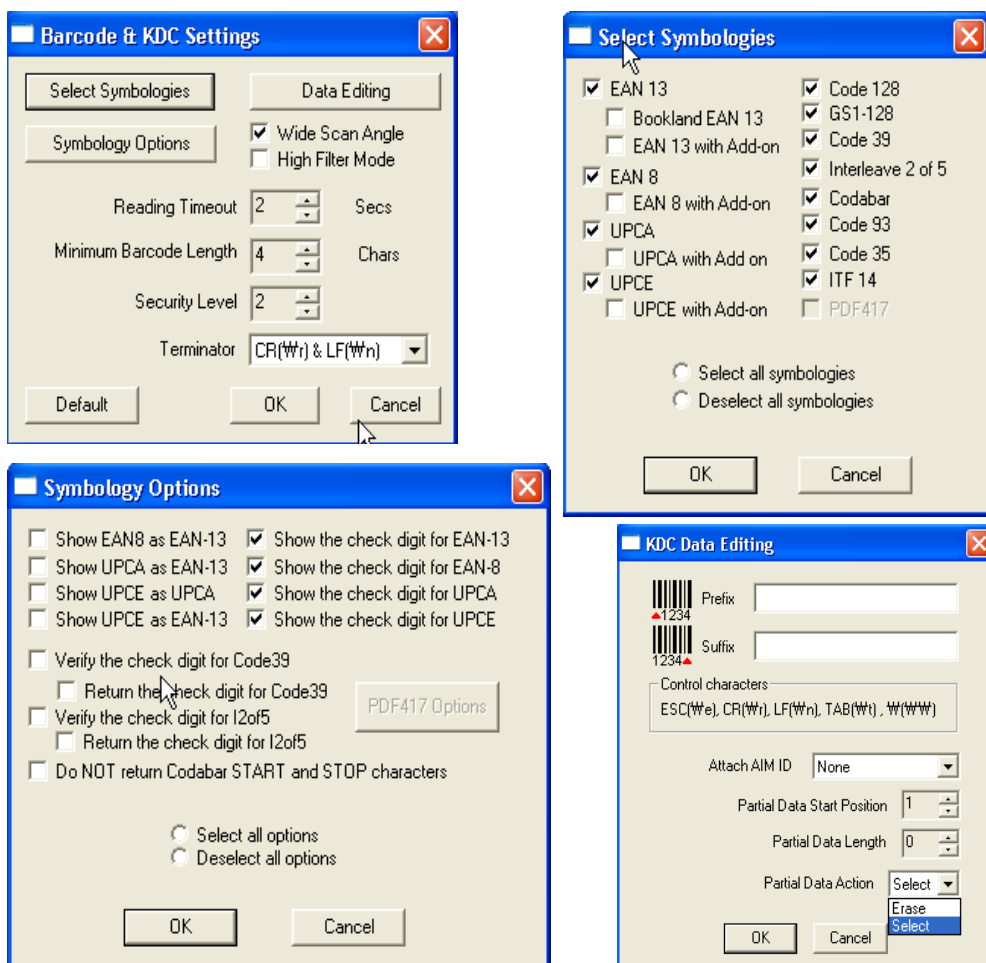 Barcode & KDC Settings
Select Symbologies
Data Editing
Symbology Options
Wide Scan Angle
High Filter Mode
Reading Timeout 2 Secs
Minimum Barcode Length 4 Chars
Security Level 2
Terminator CR(₩r) & LF(₩n)
Default OK Cancel
Select Symbologies
EAN 13
Bookland EAN 13
EAN 13 with Add-on
EAN 8
EAN 8 with Add-on
UPCA
UPCA with Add on
UPCE
UPCE with Add-on
Code 128
GS1-128
Code 39
Interleave 2 of 5
Codabar
Code 93
Code 35
ITF 14
PDF417
Select all symbologies
Deselect all symbologies
OK Cancel
Symbology Options
Show EAN8 as EAN-13
Show UPCA as EAN-13
Show UPCE as UPCA
Show UPCE as EAN-13
Show the check digit for EAN-13
Show the check digit for EAN-8
Show the check digit for UPCA
Show the check digit for UPCE
Verify the check digit for Code39
Return the check digit for Code39
Verify the check digit for I2of5
Return the check digit for I2of5
Do NOT return Codabar START and STOP characters
PDF417 Options
Select all options
Deselect all options
OK Cancel
KDC Data Editing
1234 Prefix
1234 Suffix
Control characters
ESC(₩e), CR(₩r), LF(₩n), TAB(₩t) , ₩(₩₩)
Attach AIM ID None
Partial Data Start Position 1
Partial Data Length 0
Partial Data Action Select
Erase
Select
OK Cancel